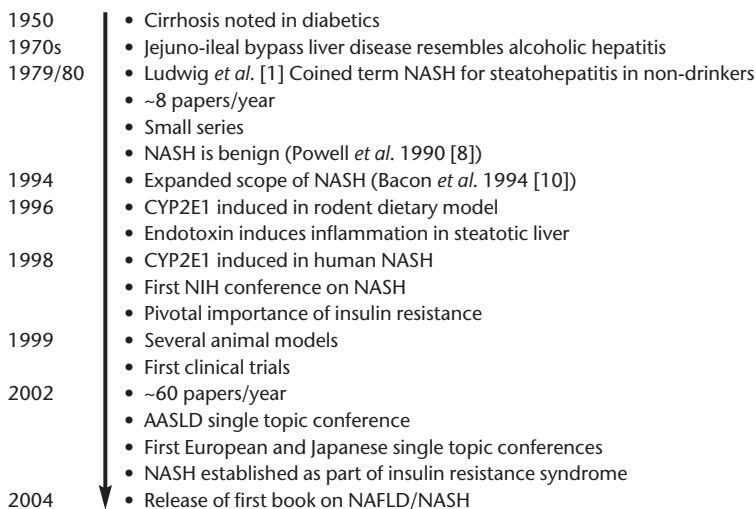 1950 • Cirrhosis noted in diabetics
1970s • Jejuno-ileal bypass liver disease resembles alcoholic hepatitis
1979/80 • Ludwig et al. [1] Coined term NASH for steatohepatitis in non-drinkers
• ~8 papers/year
• Small series
• NASH is benign (Powell et al. 1990 [8])
1994 • Expanded scope of NASH (Bacon et al. 1994 [10])
1996 • CYP2E1 induced in rodent dietary model
• Endotoxin induces inflammation in steatotic liver
1998 • CYP2E1 induced in human NASH
• First NIH conference on NASH
• Pivotal importance of insulin resistance
1999 • Several animal models
• First clinical trials
2002 • ~60 papers/year
• AASLD single topic conference
• First European and Japanese single topic conferences
• NASH established as part of insulin resistance syndrome
2004 • Release of first book on NAFLD/NASH